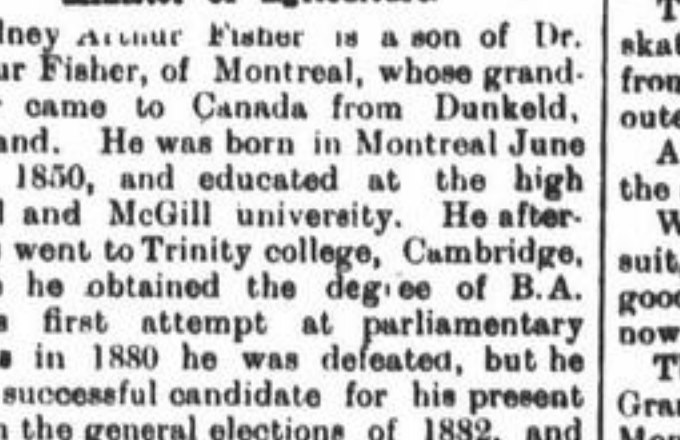 Minister of Agriculture.
dney Arthur Fisher is a son of Dr.
ur Fisher, of Montreal, whose grand-
came to Canada from Dunkeld,
and. He was born in Montreal June
1850, and educated at the high
l and McGill university. He after-
went to Trinity college, Cambridge,
he obtained the degree of B.A.
s first attempt at parliamentary
s in 1880 he was defeated, but he
successful candidate for his present
n the general elections of 1882, and
T
skat
from
oute
A
the
W
suit,
good
now
Th
Gran